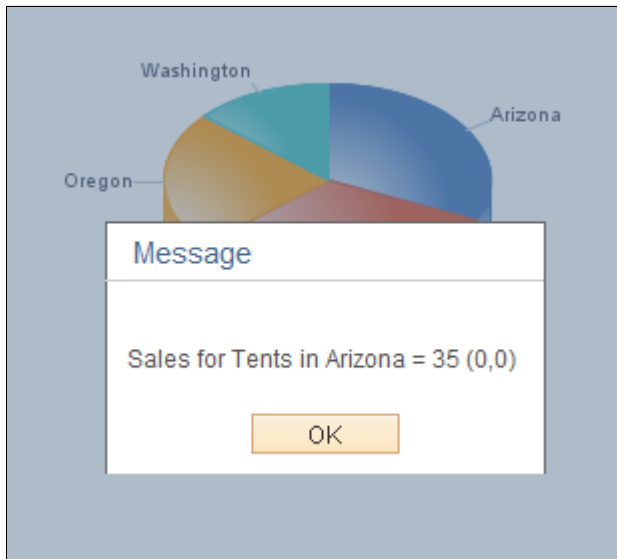 Washington
Arizona
Oregon
Message
Sales for Tents in Arizona = 35 (0,0)
OK